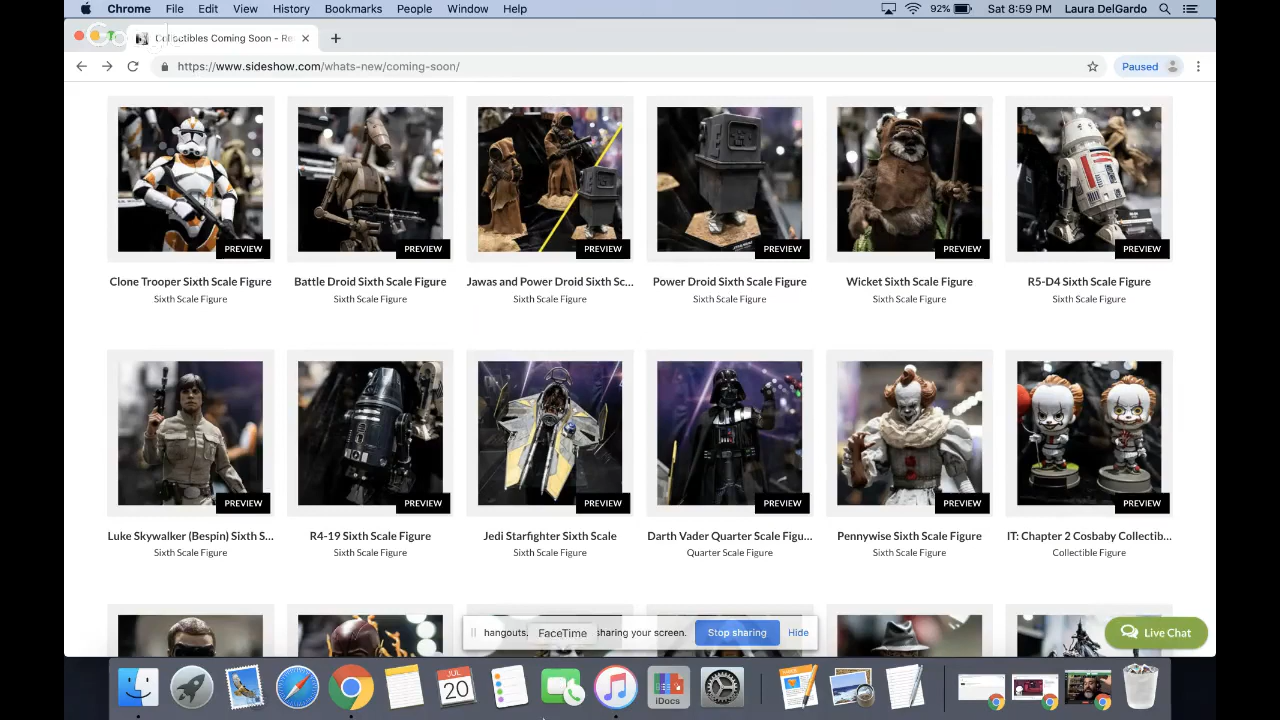 Chrome File Edit View History Bookmarks People Window Help 92% Sat 8:59 PM Laura DelGardo
Collectibles Coming Soon - Re
https://www.sideshow.com/whats-new/coming-soon/ Paused
PREVIEW PREVIEW PREVIEW PREVIEW PREVIEW PREVIEW
Clone Trooper Sixth Scale Figure Battle Droid Sixth Scale Figure Jawas and Power Droid Sixth Sc... Power Droid Sixth Scale Figure Wicket Sixth Scale Figure R5-D4 Sixth Scale Figure
Sixth Scale Figure Sixth Scale Figure Sixth Scale Figure Sixth Scale Figure Sixth Scale Figure Sixth Scale Figure
PREVIEW PREVIEW PREVIEW PREVIEW PREVIEW PREVIEW
Luke Skywalker (Bespin) Sixth S... R4-19 Sixth Scale Figure Jedi Starfighter Sixth Scale Darth Vader Quarter Scale Figu... Pennywise Sixth Scale Figure IT: Chapter 2 Cosbaby Collectib...
Sixth Scale Figure Sixth Scale Figure Sixth Scale Figure Quarter Scale Figure Sixth Scale Figure Collectible Figure
hangouts. FaceTime sharing your screen. Stop sharing Hide Live Chat
JUL
20
iDocs